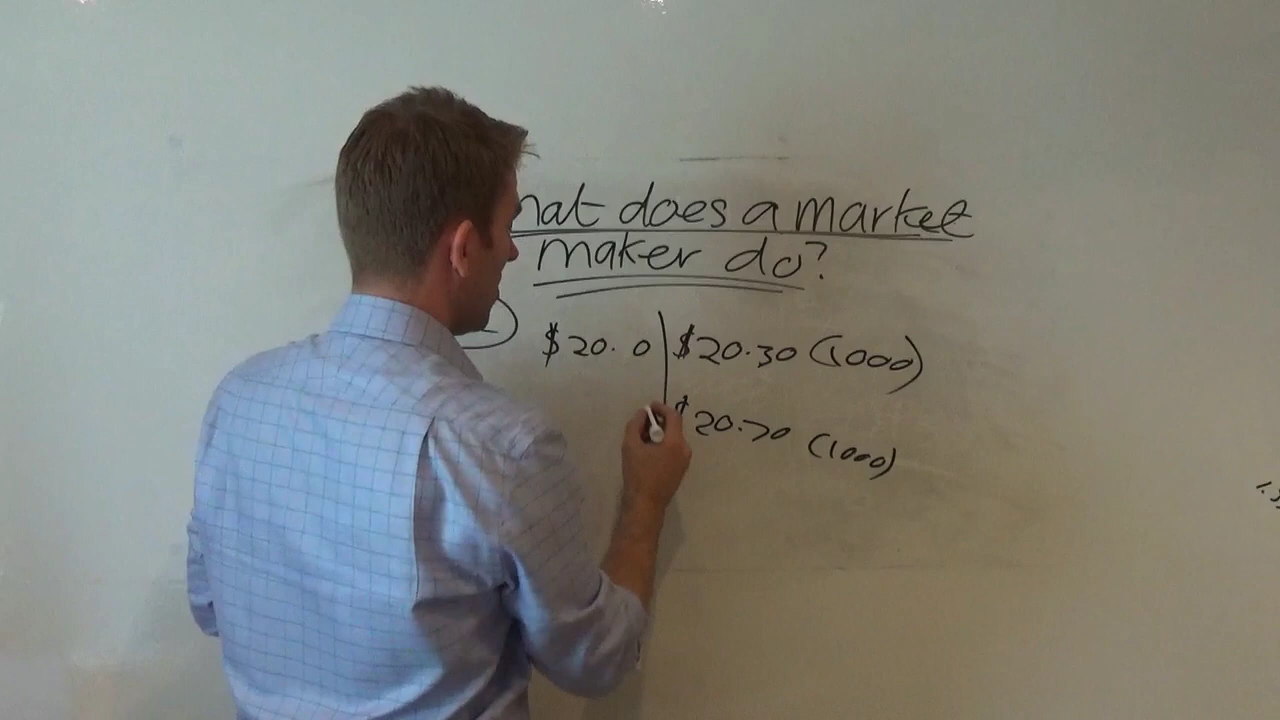 hat does a market
maker do?
$20. 0 | $20.30 (1000)
$20.70 (1000)